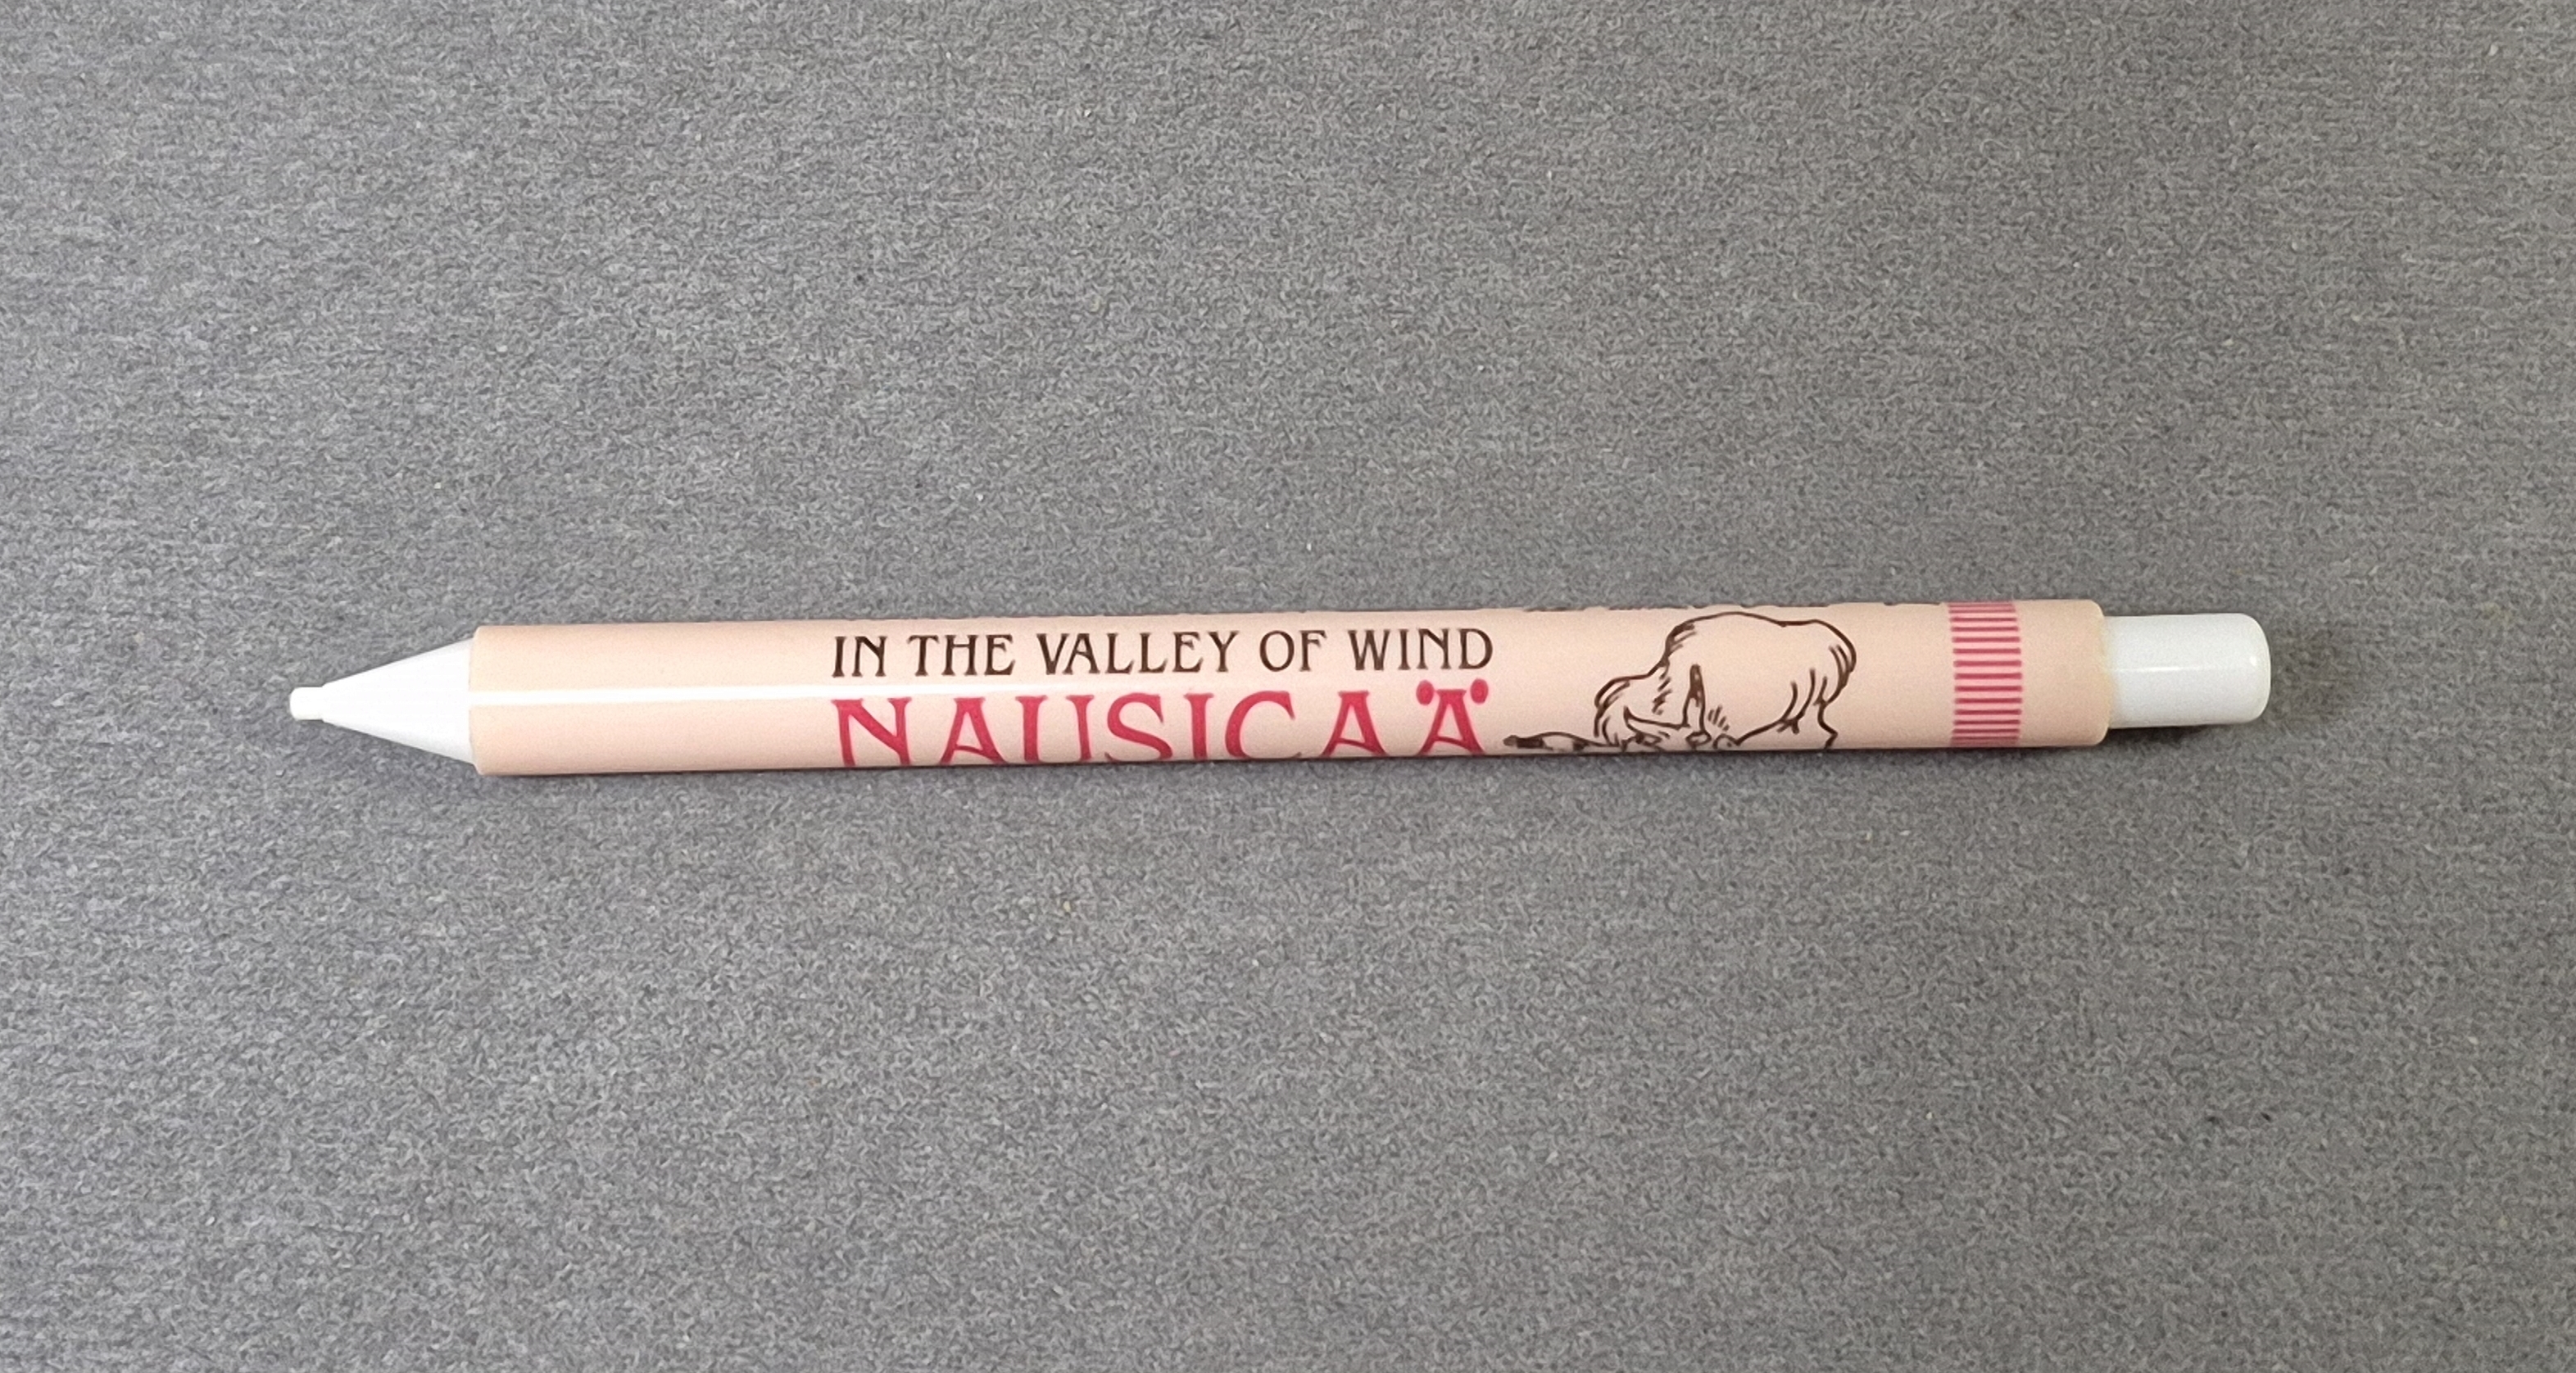 IN THE VALLEY OF WIND
NAUSICAÄ